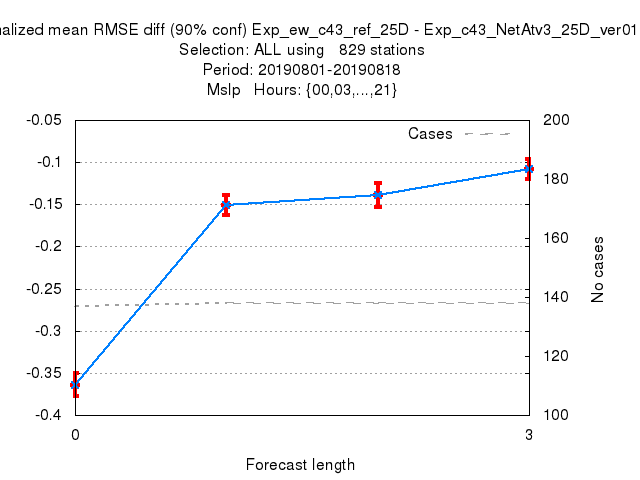 nalized mean RMSE diff (90% conf) Exp_ew_c43_ref_25D - Exp_c43_NetAtv3_25D_ver01
Selection: ALL using 829 stations
Period: 20190801-20190818
Mslp Hours: {00,03,...,21}
-0.05
-0.1
-0.15
-0.2
-0.25
-0.3
-0.35
-0.4
Cases
200
180
160
140
120
100
No cases
0
3
Forecast length